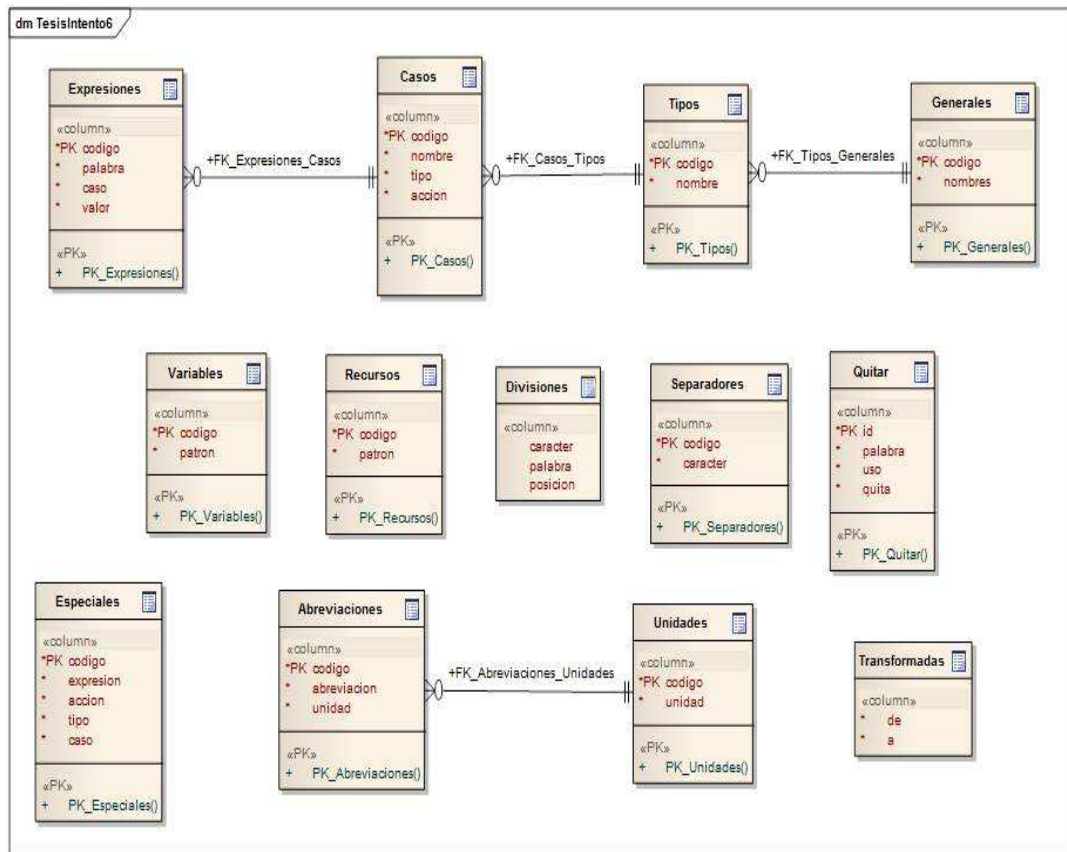 dm TesisIntento6
Expresiones
«column»
*PK codigo
* palabra
* caso
* valor
«PK»
+ PK_Expresiones()
+FK_Expresiones_Casos
Casos
«column»
*PK codigo
* nombre
* tipo
* accion
«PK»
+ PK_Casos()
+FK_Casos_Tipos
Tipos
«column»
*PK codigo
* nombre
«PK»
+ PK_Tipos()
+FK_Tipos_Generales
Generales
«column»
*PK codigo
* nombres
«PK»
+ PK_Generales()
Variables
«column»
*PK codigo
* patron
«PK»
+ PK_Variables()
Recursos
«column»
*PK codigo
* patron
«PK»
+ PK_Recursos()
Divisiones
«column»
caracter
palabra
posicion
Separadores
«column»
*PK codigo
* caracter
«PK»
+ PK_Separadores()
Quitar
«column»
*PK id
* palabra
* uso
* quita
«PK»
+ PK_Quitar()
Especiales
«column»
*PK codigo
* expresion
* accion
* tipo
* caso
«PK»
+ PK_Especiales()
Abreviaciones
«column»
*PK codigo
* abreviacion
* unidad
«PK»
+ PK_Abreviaciones()
+FK_Abreviaciones_Unidades
Unidades
«column»
*PK codigo
* unidad
«PK»
+ PK_Unidades()
Transformadas
«column»
* de
* a